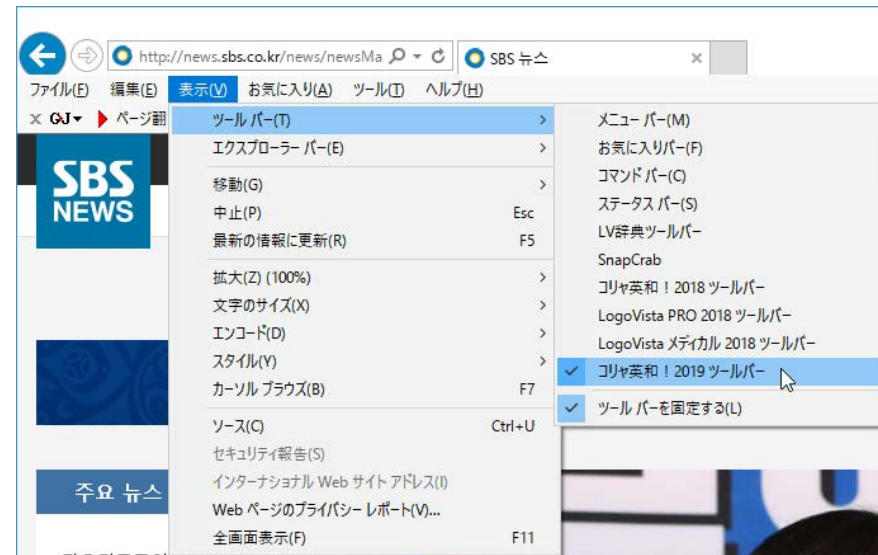 http://news.sbs.co.kr/news/newsMa
SBS 뉴스
ファイル(F) 編集(E) 表示(V) お気に入り(A) ツール(T) ヘルプ(H)
ページ翻
SBS
NEWS
ツール バー(T)
エクスプローラー バー(E)
移動(G)
中止(P) Esc
最新の情報に更新(R) F5
拡大(Z) (100%)
文字のサイズ(X)
エンコード(D)
スタイル(Y)
カーソル ブラウズ(B) F7
ソース(C) Ctrl+U
セキュリティ報告(S)
インターナショナル Web サイト アドレス(I)
Web ページのプライバシー レポート(V)...
全画面表示(F) F11
メニュー バー(M)
お気に入りバー(F)
コマンド バー(C)
ステータス バー(S)
LV辞典ツールバー
SnapCrab
コリャ英和！2018 ツールバー
LogoVista PRO 2018 ツールバー
LogoVista メディカル 2018 ツールバー
コリャ英和！2019 ツールバー
ツール バーを固定する(L)
주요 뉴스